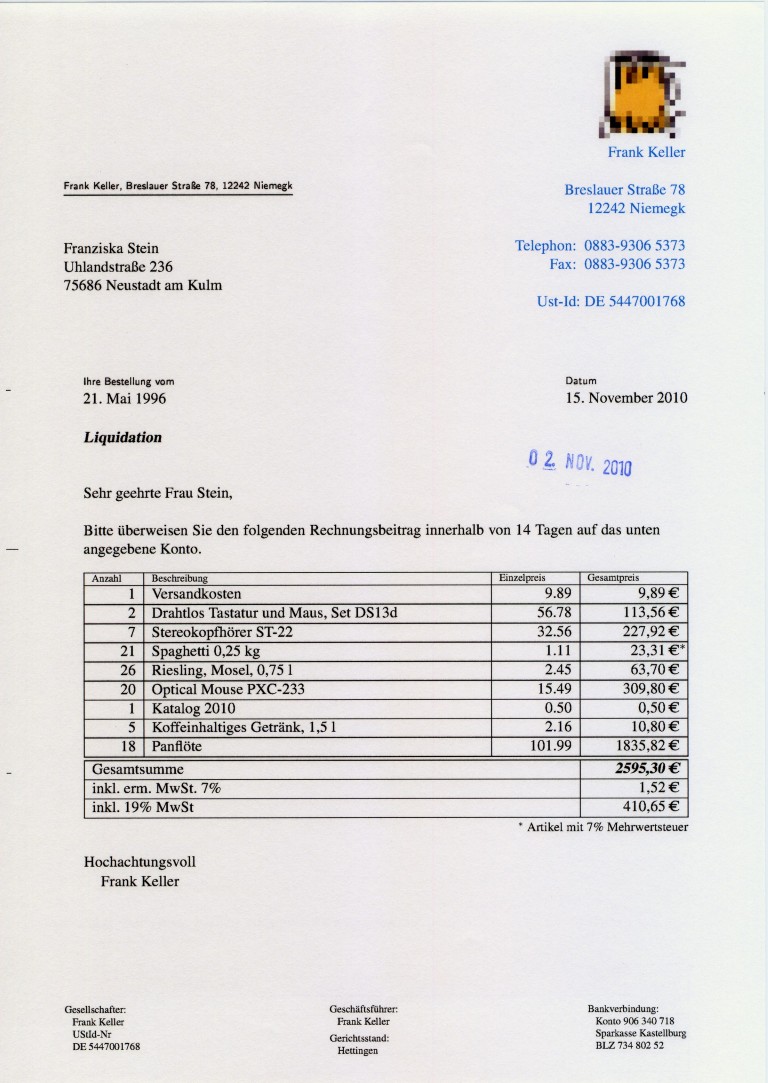 Frank Keller
Frank Keller, Breslauer Straße 78, 12242 Niemegk
Breslauer Straße 78
12242 Niemegk
Franziska Stein
Uhlandstraße 236
75686 Neustadt am Kulm
Telephon: 0883-9306 5373
Fax: 0883-9306 5373
Ust-Id: DE 5447001768
Ihre Bestellung vom
21. Mai 1996
Datum
15. November 2010
Liquidation
02. NOV. 2010
Sehr geehrte Frau Stein,
Bitte überweisen Sie den folgenden Rechnungsbeitrag innerhalb von 14 Tagen auf das unten
angegebene Konto.
Anzahl Beschreibung Einzelpreis Gesamtpreis
1 Versandkosten 9.89 9,89 €
2 Drahtlos Tastatur und Maus, Set DS13d 56.78 113,56 €
7 Stereokopfhörer ST-22 32.56 227,92 €
21 Spaghetti 0,25 kg 1.11 23,31 €*
26 Riesling, Mosel, 0,75 l 2.45 63,70 €
20 Optical Mouse PXC-233 15.49 309,80 €
1 Katalog 2010 0.50 0,50 €
5 Koffeinhaltiges Getränk, 1,5 l 2.16 10,80 €
18 Panflöte 101.99 1835,82 €
Gesamtsumme 2595,30 €
inkl. erm. MwSt. 7% 1,52 €
inkl. 19% MwSt 410,65 €
* Artikel mit 7% Mehrwertsteuer
Hochachtungsvoll
Frank Keller
Gesellschafter:
Frank Keller
UStId-Nr
DE 5447001768
Geschäftsführer:
Frank Keller
Gerichtsstand:
Hettingen
Bankverbindung:
Konto 906 340 718
Sparkasse Kastellburg
BLZ 734 802 52